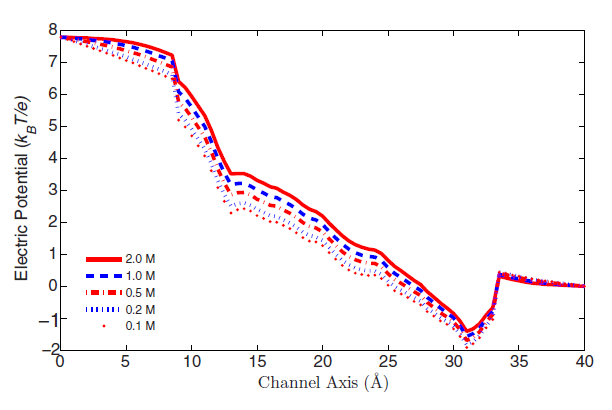 8
7
6
5
4
3
2
1
0
−1
−2
Electric Potential (k_BT/e)
2.0 M
1.0 M
0.5 M
0.2 M
0.1 M
0 5 10 15 20 25 30 35 40
Channel Axis (Å)